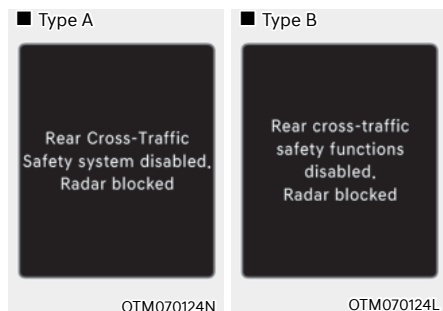 ■ Type A
Rear Cross-Traffic
Safety system disabled.
Radar blocked
OTM070124N
■ Type B
Rear cross-traffic
safety functions
disabled.
Radar blocked
OTM070124L